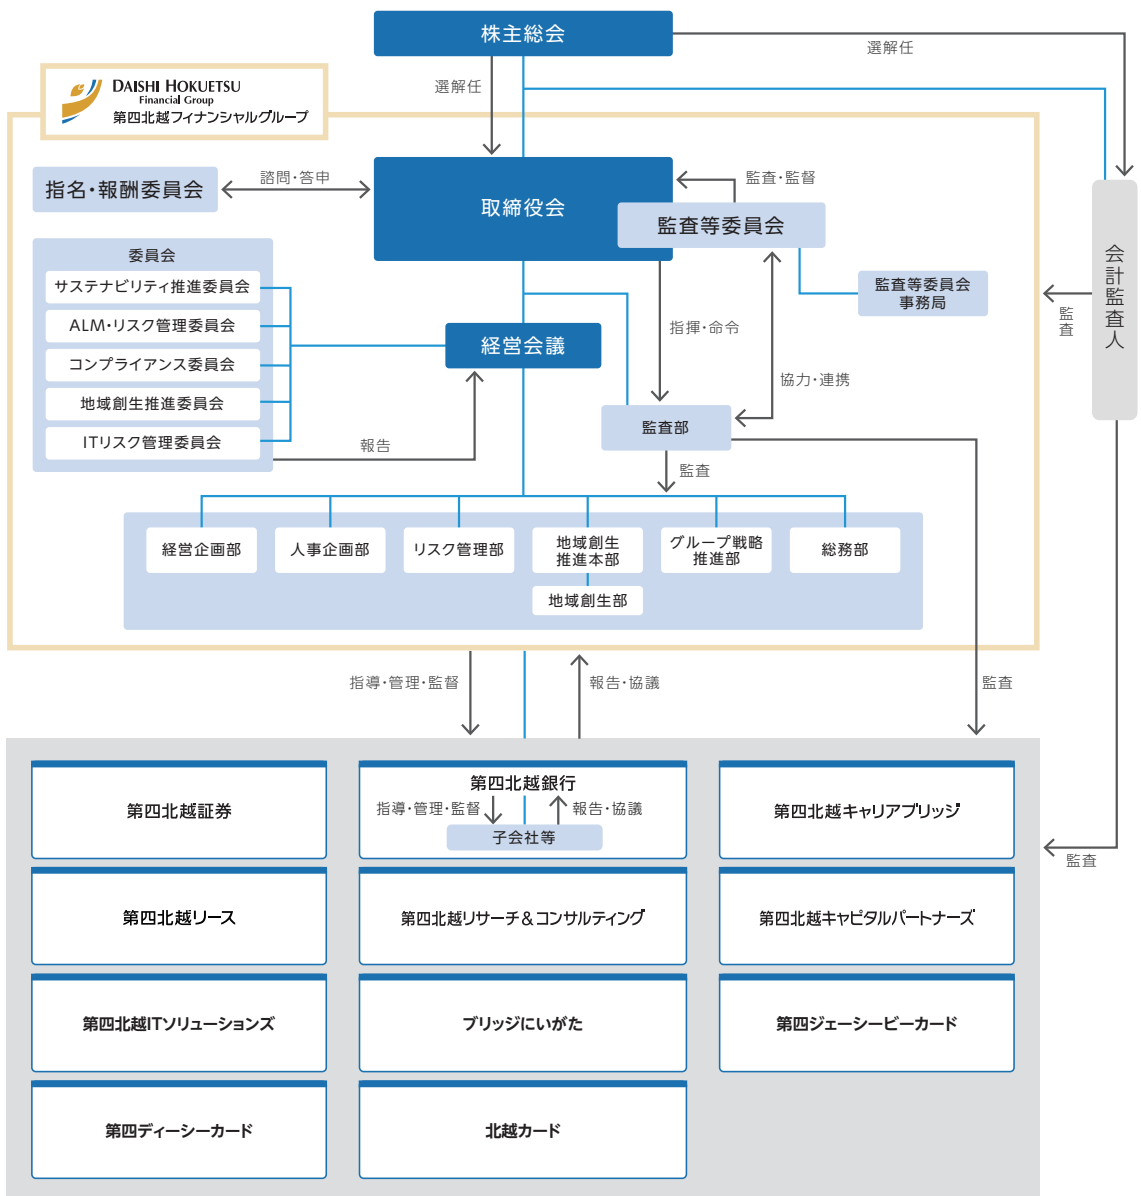 株主総会
選解任
選解任
DAISHI HOKUETSU
Financial Group
第四北越フィナンシャルグループ
指名・報酬委員会
諮問・答申
取締役会
監査・監督
監査等委員会
会計監査人
監査
委員会
サステナビリティ推進委員会
ALM・リスク管理委員会
コンプライアンス委員会
地域創生推進委員会
ITリスク管理委員会
報告
経営会議
指揮・命令
監査等委員会
事務局
協力・連携
監査部
監査
経営企画部
人事企画部
リスク管理部
地域創生
推進本部
地域創生部
グループ戦略
推進部
総務部
指導・管理・監督
報告・協議
監査
監査
第四北越証券
第四北越銀行
指導・管理・監督
報告・協議
子会社等
第四北越キャリアブリッジ
第四北越リース
第四北越リサーチ&コンサルティング
第四北越キャピタルパートナーズ
第四北越ITソリューションズ
ブリッジにいがた
第四ジェーシービーカード
第四ディーシーカード
北越カード